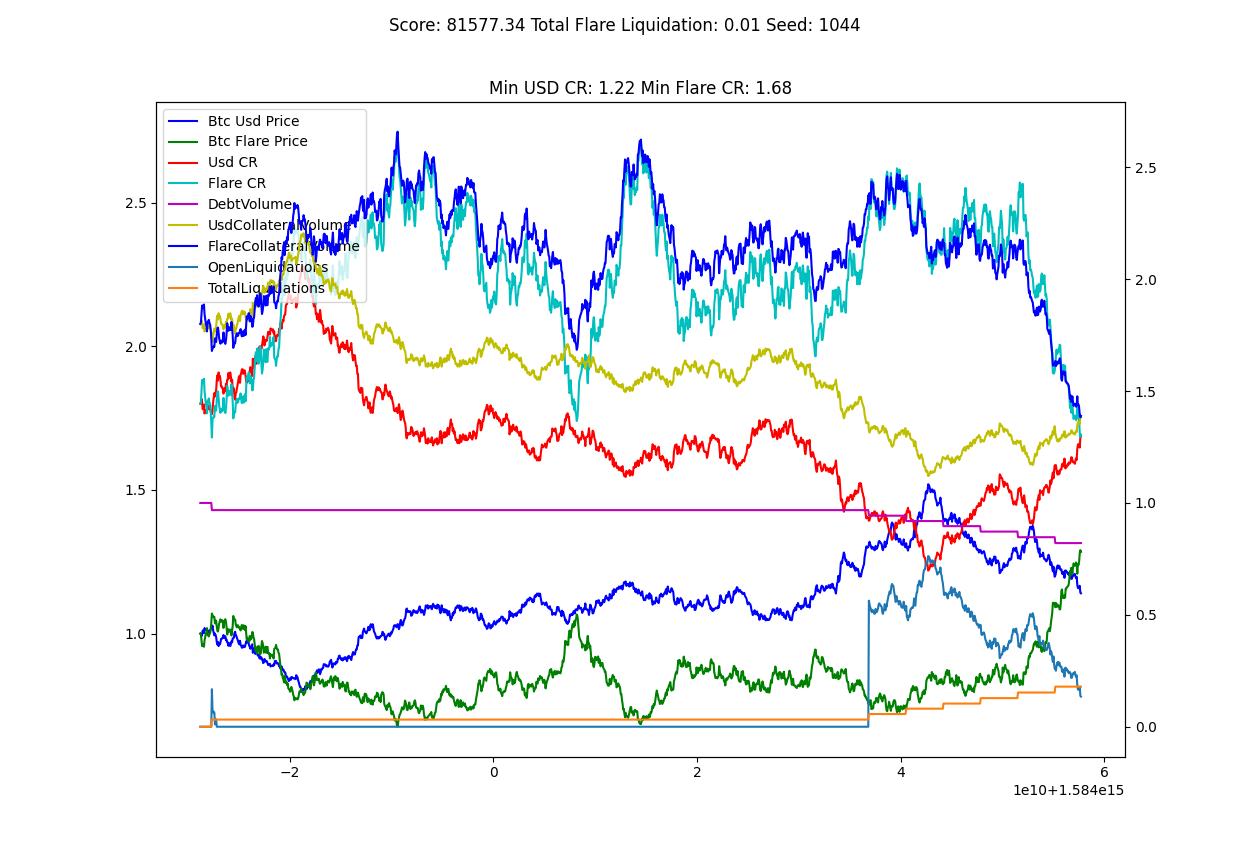 Score: 81577.34 Total Flare Liquidation: 0.01 Seed: 1044
Min USD CR: 1.22 Min Flare CR: 1.68
Btc Usd Price
Btc Flare Price
Usd CR
Flare CR
DebtVolume
UsdCollateralVolume
FlareCollateralVolume
OpenLiquidations
TotalLiquidations
2.5
2.0
1.5
1.0
2.5
2.0
1.5
1.0
0.5
0.0
−2
0
2
4
6
1e10+1.584e15